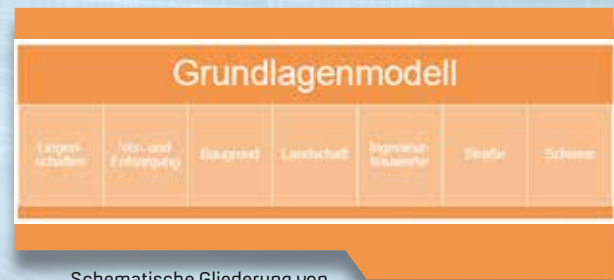 Grundlagenmodell
Liegen-
schaften
Ver- und
Entsorgung
Baugrund
Landschaft
Ingenieur-
bauwerke
Straße
Schiene
Schematische Gliederung von